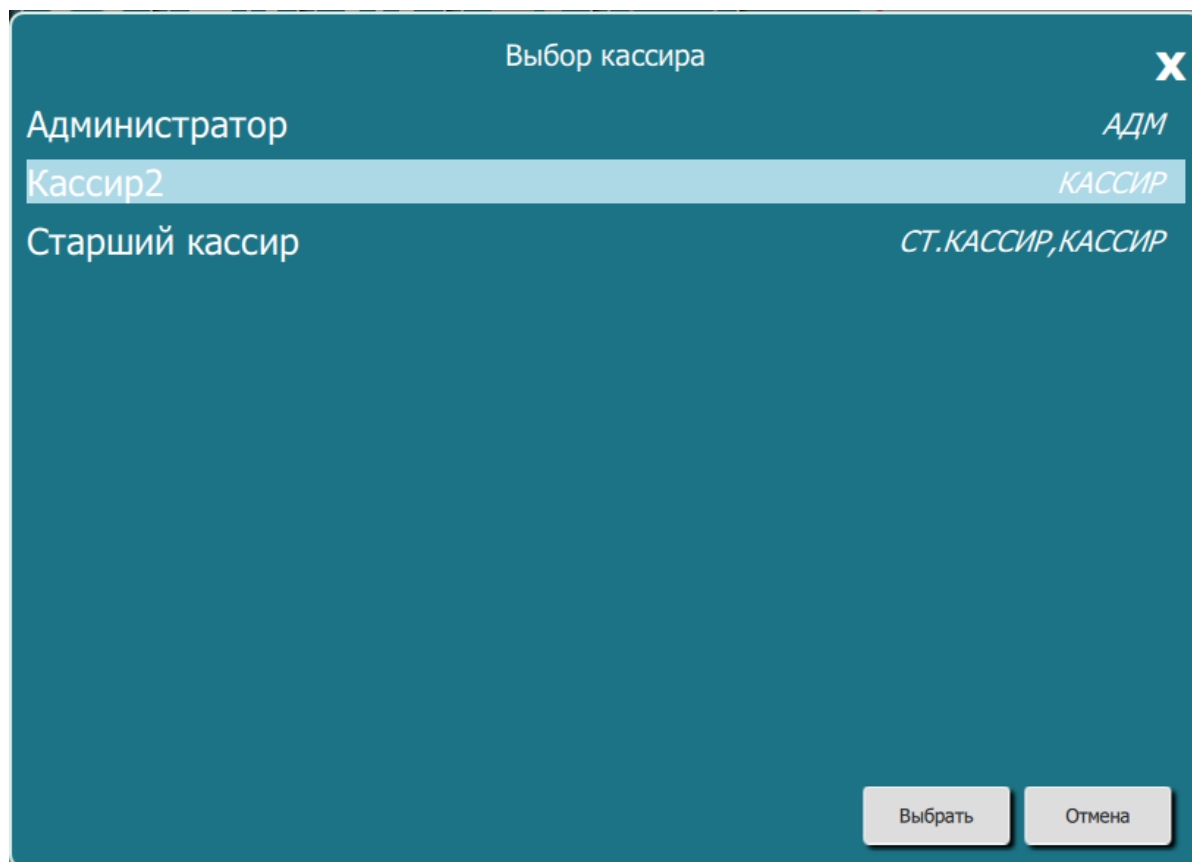 Выбор кассира
X
Администратор АДМ
Кассир2 КАССИР
Старший кассир СТ.КАССИР,КАССИР
Выбрать Отмена